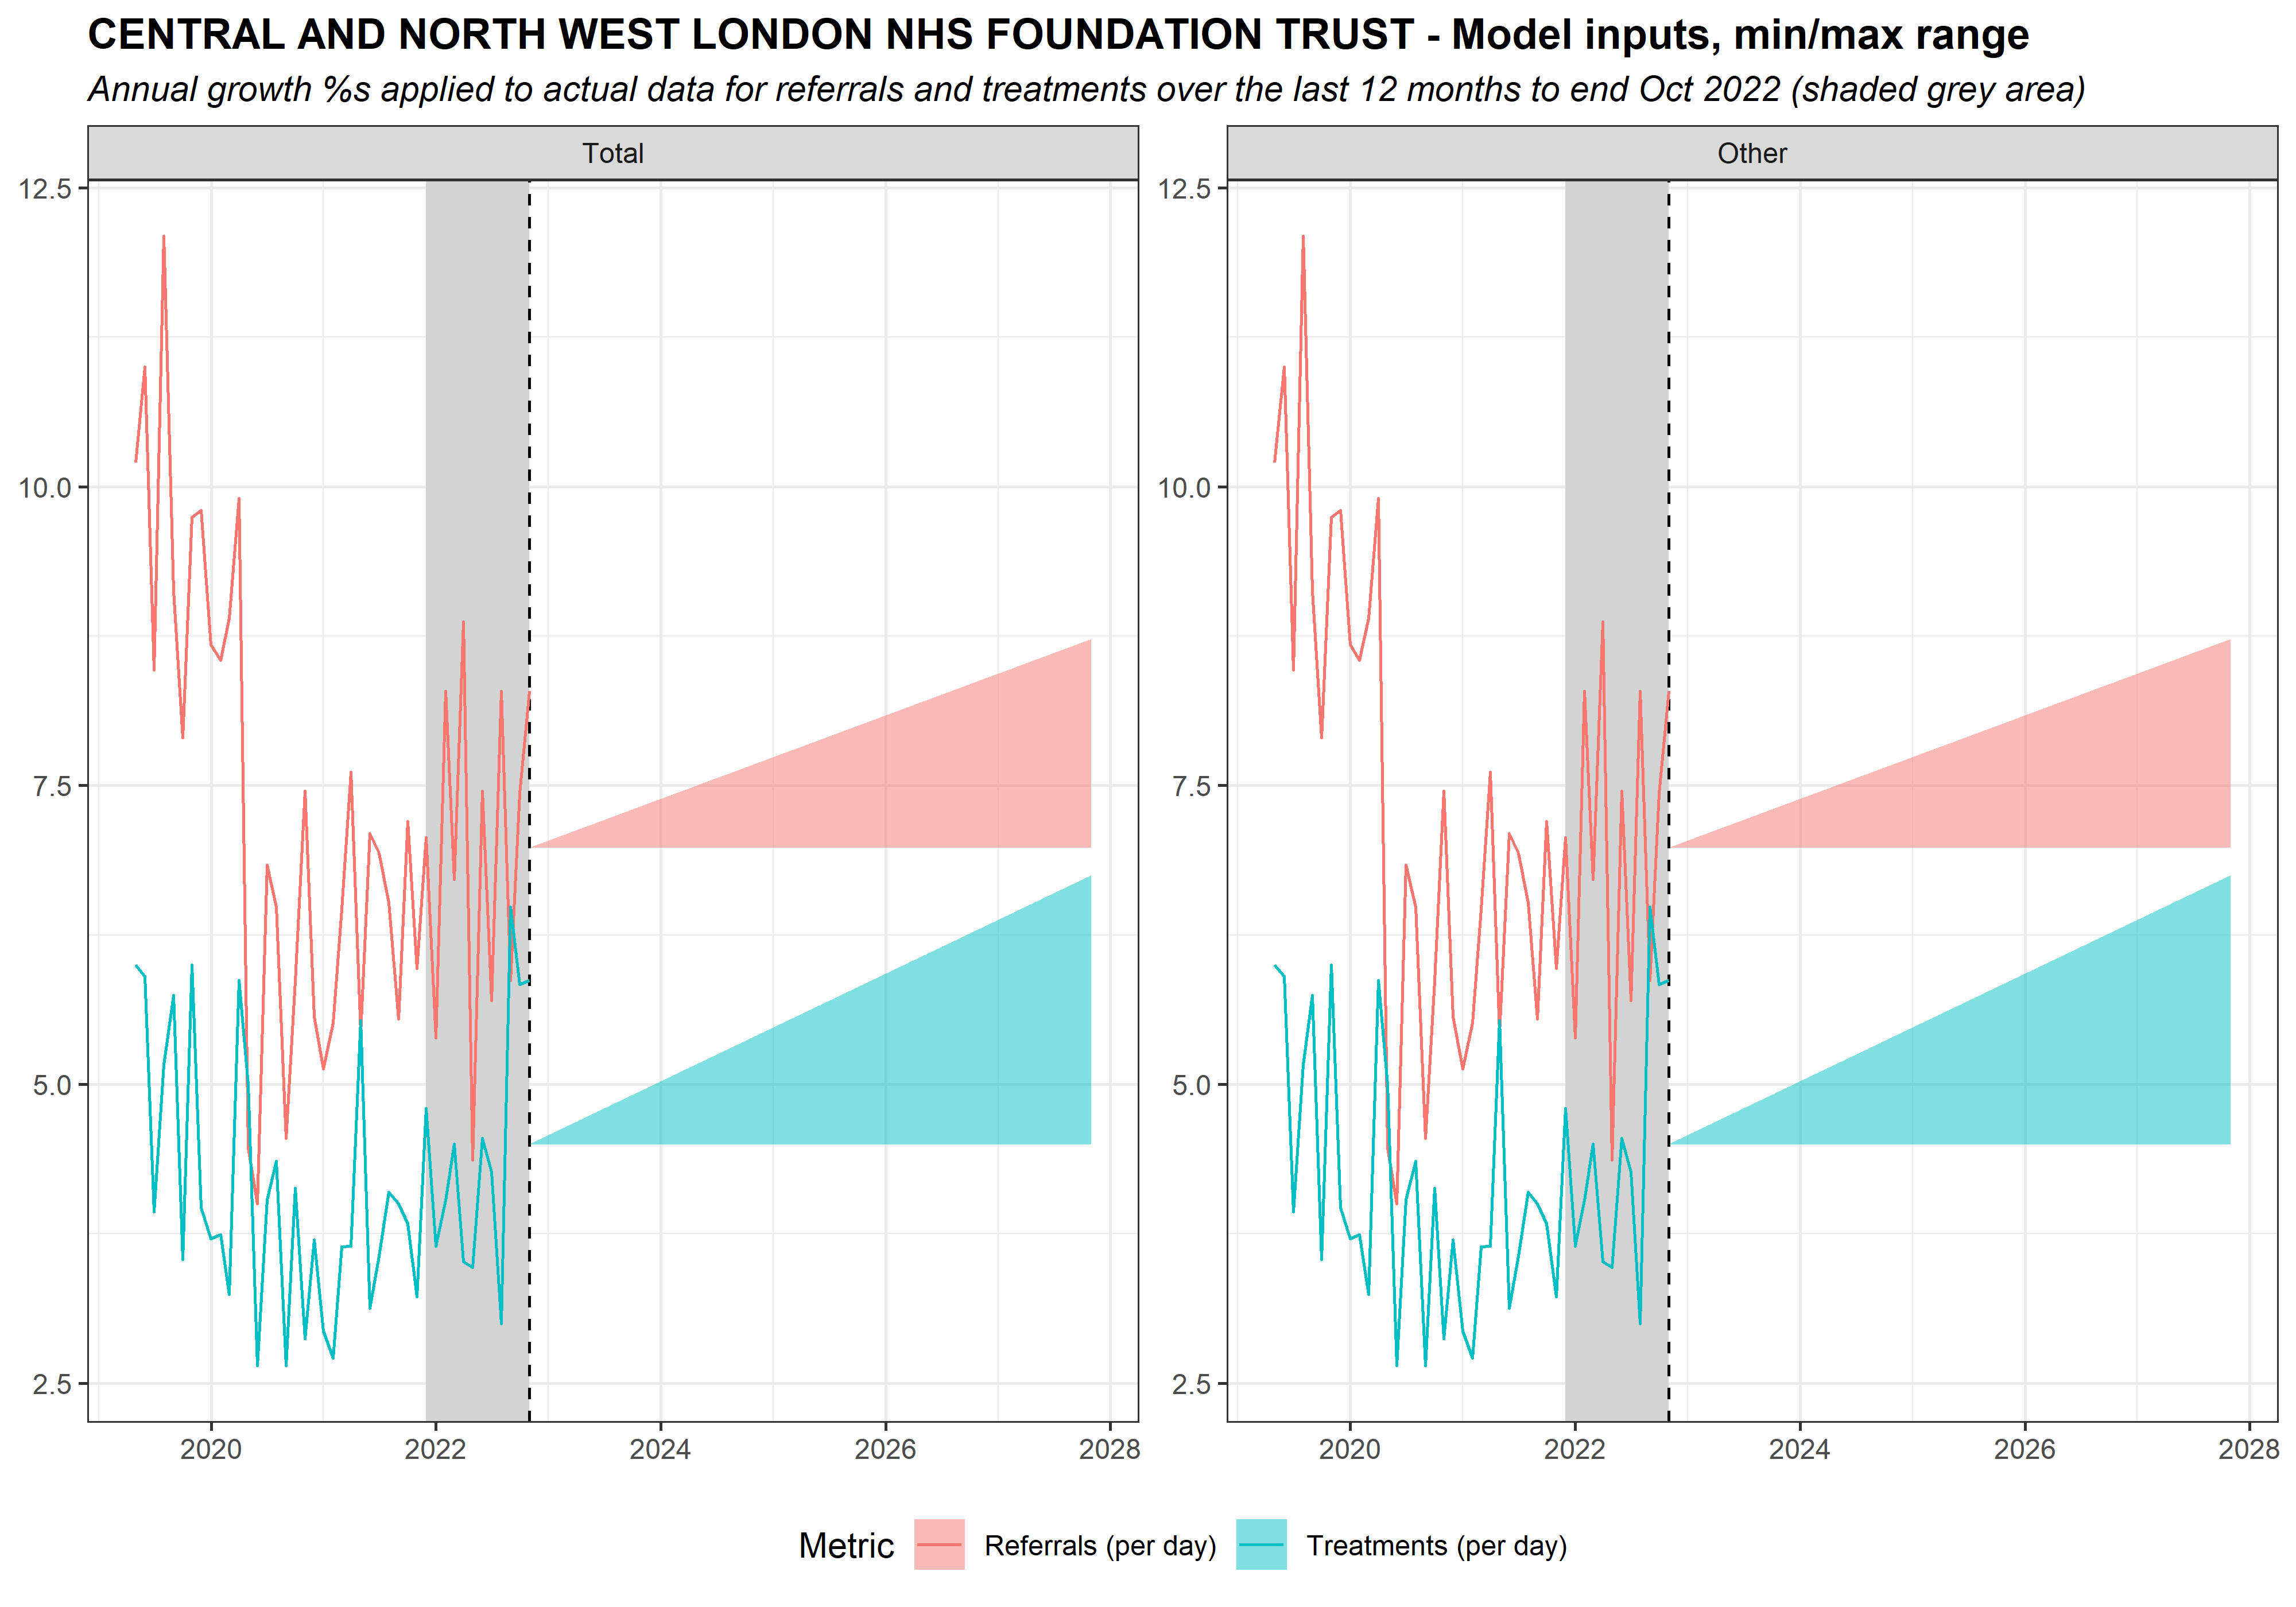 CENTRAL AND NORTH WEST LONDON NHS FOUNDATION TRUST - Model inputs, min/max range
Annual growth %s applied to actual data for referrals and treatments over the last 12 months to end Oct 2022 (shaded grey area)
Total
12.5
10.0
7.5
5.0
2.5
2020 2022 2024 2026 2028
Other
12.5
10.0
7.5
5.0
2.5
2020 2022 2024 2026 2028
Metric Referrals (per day) Treatments (per day)